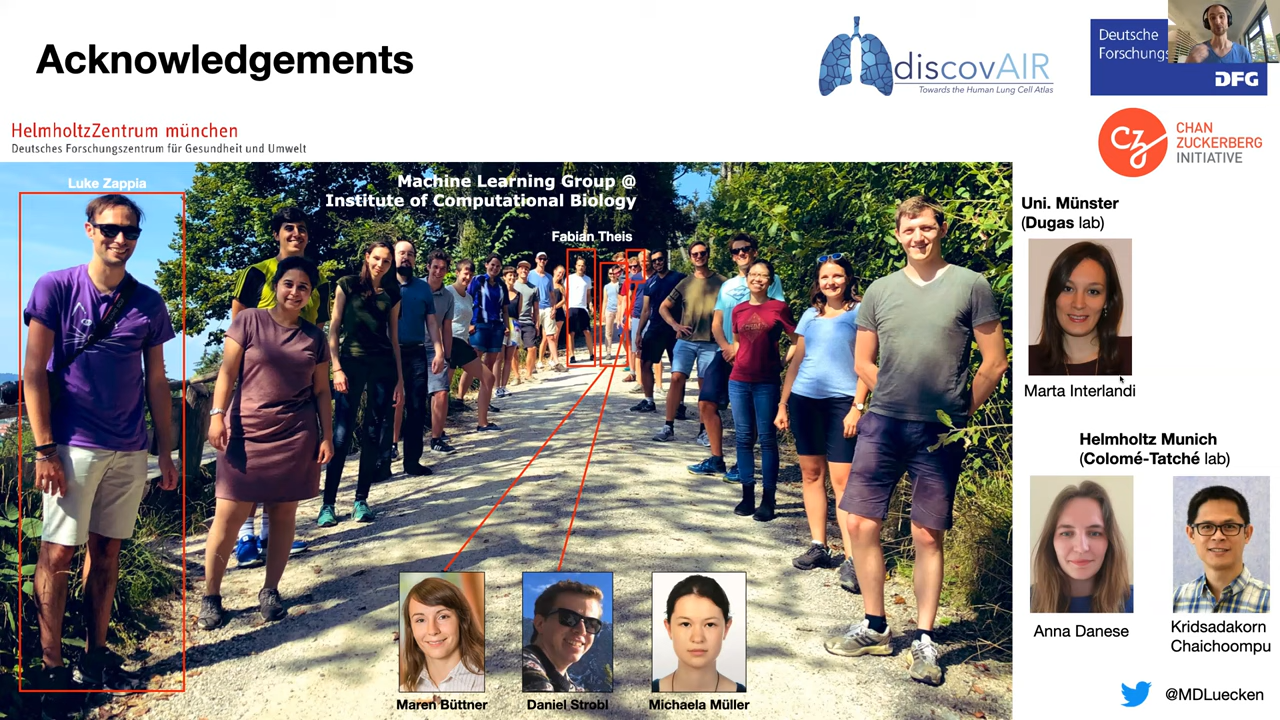 Acknowledgements
discovAIR
Towards the Human Lung Cell Atlas
Deutsche
Forschungs
DFG
HelmholtzZentrum münchen
Deutsches Forschungszentrum für Gesundheit und Umwelt
CZ
CHAN
ZUCKERBERG
INITIATIVE
Luke Zappia
Machine Learning Group @
Institute of Computational Biology
Fabian Theis
Uni. Münster
(Dugas lab)
Marta Interlandi
Helmholtz Munich
(Colomé-Tatché lab)
Anna Danese
Kridsadakorn
Chaichoompu
Maren Büttner
Daniel Strobl
Michaela Müller
@MDLuecken